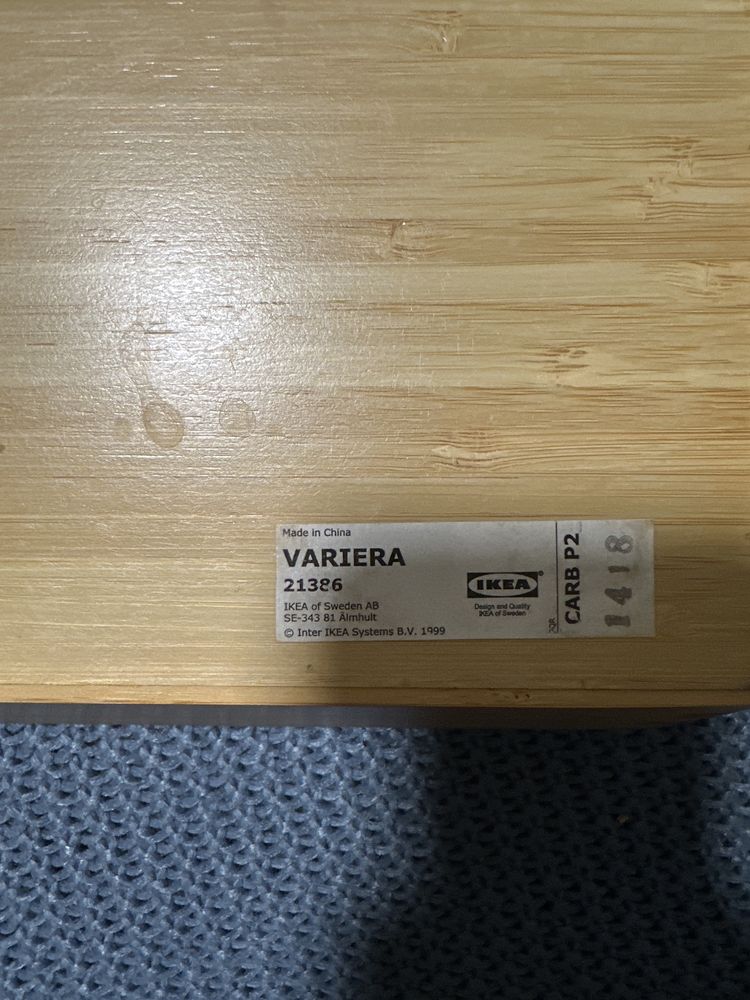 Made in China
VARIERA
21386
IKEA of Sweden AB
SE-343 81 Älmhult
© Inter IKEA Systems B.V. 1999
IKEA®
Design and Quality
IKEA of Sweden
CARB P2
1418